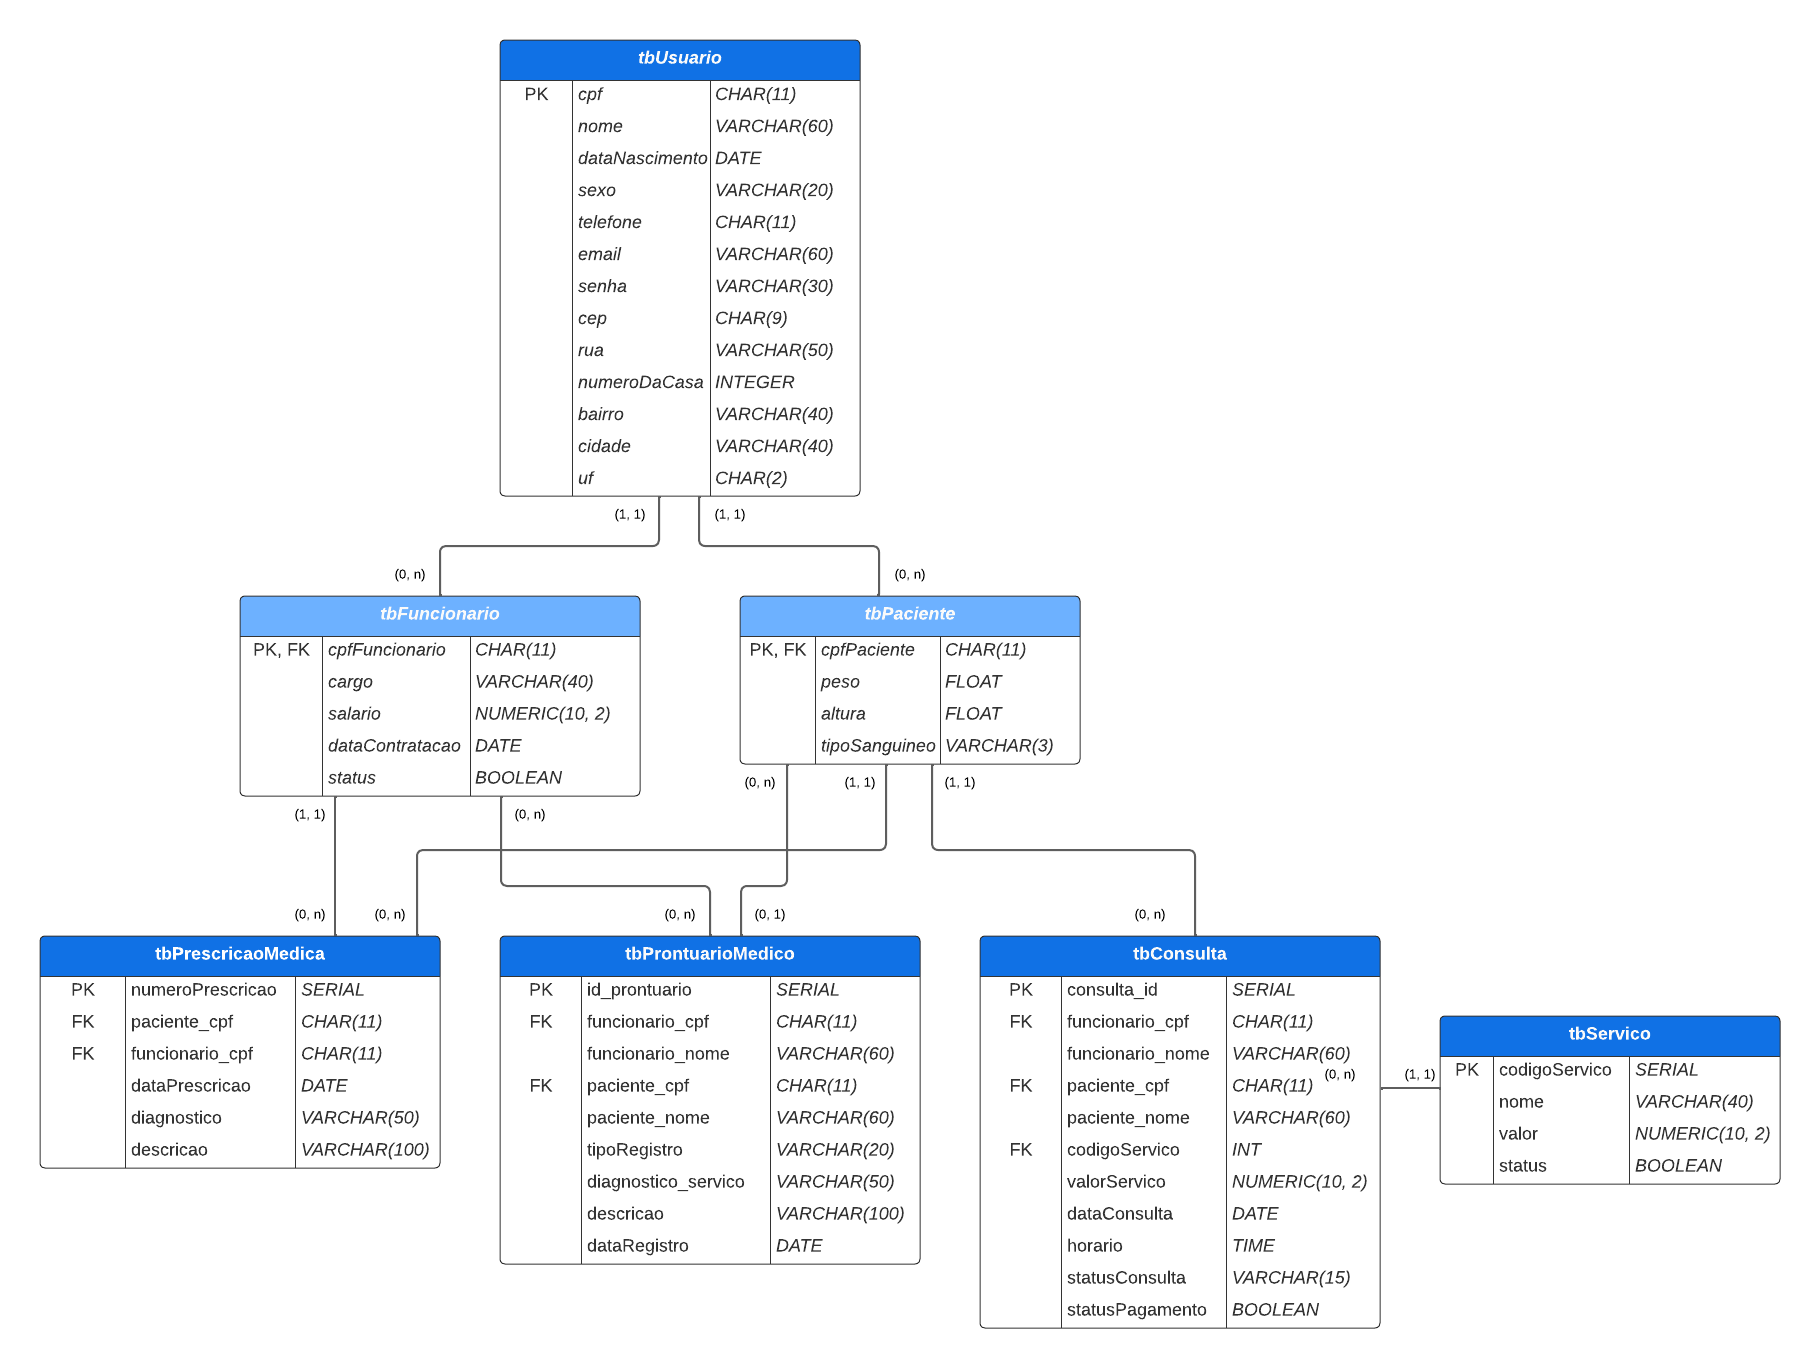 tbUsuario
PK cpf CHAR(11)
nome VARCHAR(60)
dataNascimento DATE
sexo VARCHAR(20)
telefone CHAR(11)
email VARCHAR(60)
senha VARCHAR(30)
cep CHAR(9)
rua VARCHAR(50)
numeroDaCasa INTEGER
bairro VARCHAR(40)
cidade VARCHAR(40)
uf CHAR(2)
(1, 1) (1, 1)
(0, n) (0, n)
tbFuncionario
PK, FK cpfFuncionario CHAR(11)
cargo VARCHAR(40)
salario NUMERIC(10, 2)
dataContratacao DATE
status BOOLEAN
(1, 1) (0, n)
tbPaciente
PK, FK cpfPaciente CHAR(11)
peso FLOAT
altura FLOAT
tipoSanguineo VARCHAR(3)
(0, n) (1, 1) (1, 1)
(0, n) (0, n) (0, n) (0, 1) (0, n)
tbPrescricaoMedica
PK numeroPrescricao SERIAL
FK paciente_cpf CHAR(11)
FK funcionario_cpf CHAR(11)
dataPrescricao DATE
diagnostico VARCHAR(50)
descricao VARCHAR(100)
tbProntuarioMedico
PK id_prontuario SERIAL
FK funcionario_cpf CHAR(11)
funcionario_nome VARCHAR(60)
FK paciente_cpf CHAR(11)
paciente_nome VARCHAR(60)
tipoRegistro VARCHAR(20)
diagnostico_servico VARCHAR(50)
descricao VARCHAR(100)
dataRegistro DATE
tbConsulta
PK consulta_id SERIAL
FK funcionario_cpf CHAR(11)
funcionario_nome VARCHAR(60)
FK paciente_cpf CHAR(11)
paciente_nome VARCHAR(60)
FK codigoServico INT
valorServico NUMERIC(10, 2)
dataConsulta DATE
horario TIME
statusConsulta VARCHAR(15)
statusPagamento BOOLEAN
(0, n) (1, 1)
tbServico
PK codigoServico SERIAL
nome VARCHAR(40)
valor NUMERIC(10, 2)
status BOOLEAN